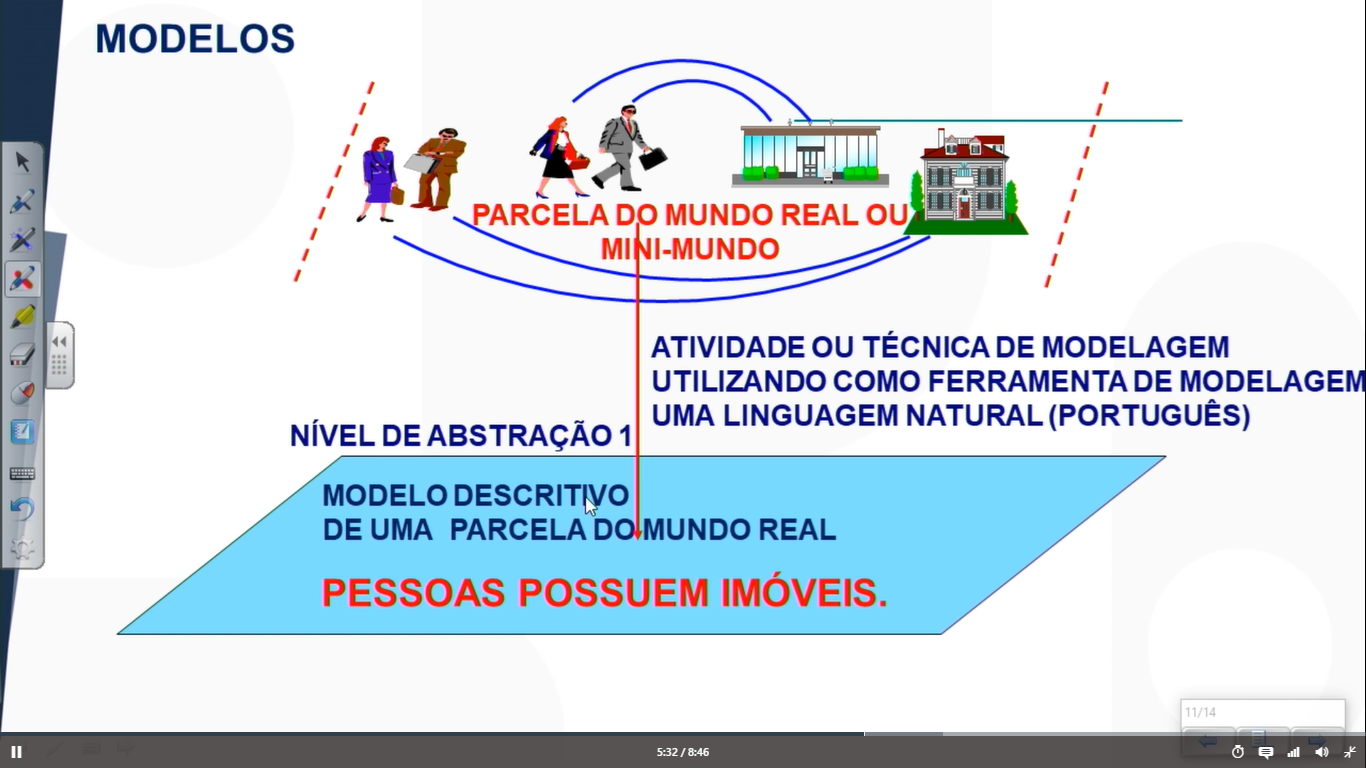 MODELOS
PARCELA DO MUNDO REAL OU
MINI-MUNDO
ATIVIDADE OU TÉCNICA DE MODELAGEM
UTILIZANDO COMO FERRAMENTA DE MODELAGEM
UMA LINGUAGEM NATURAL (PORTUGUÊS)
NÍVEL DE ABSTRAÇÃO 1
MODELO DESCRITIVO
DE UMA PARCELA DO MUNDO REAL
PESSOAS POSSUEM IMÓVEIS.
11/14
5:32 / 8:46